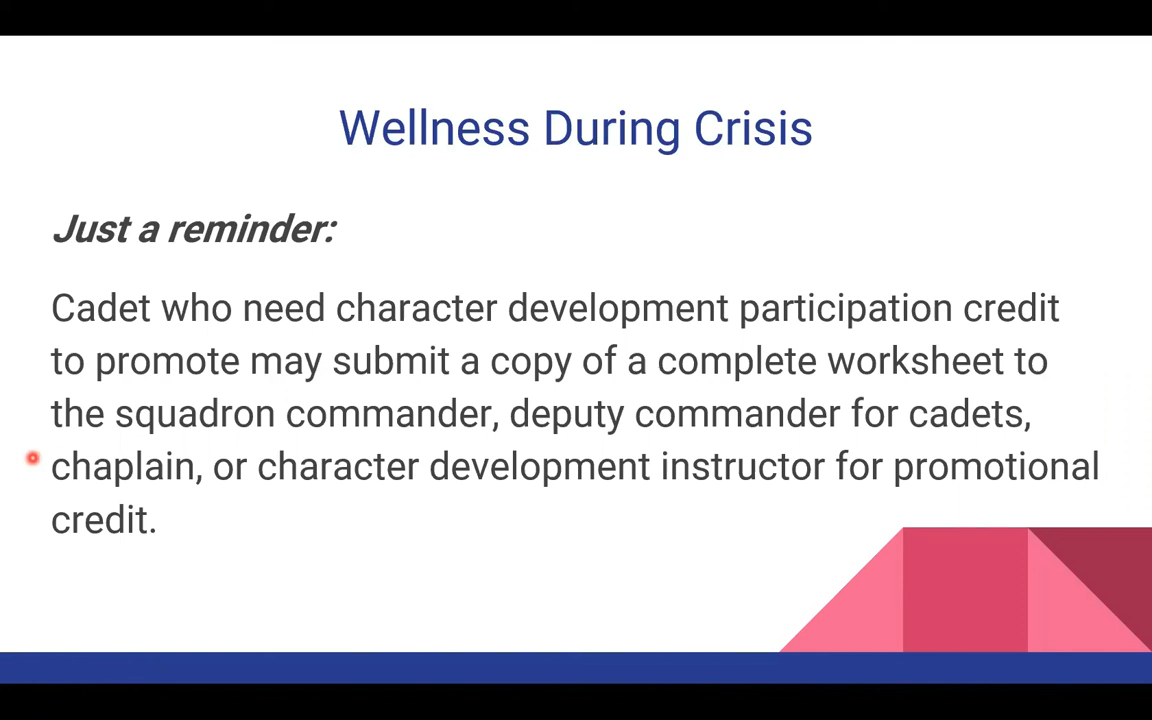 Wellness During Crisis
Just a reminder:
Cadet who need character development participation credit
to promote may submit a copy of a complete worksheet to
the squadron commander, deputy commander for cadets,
chaplain, or character development instructor for promotional
credit.